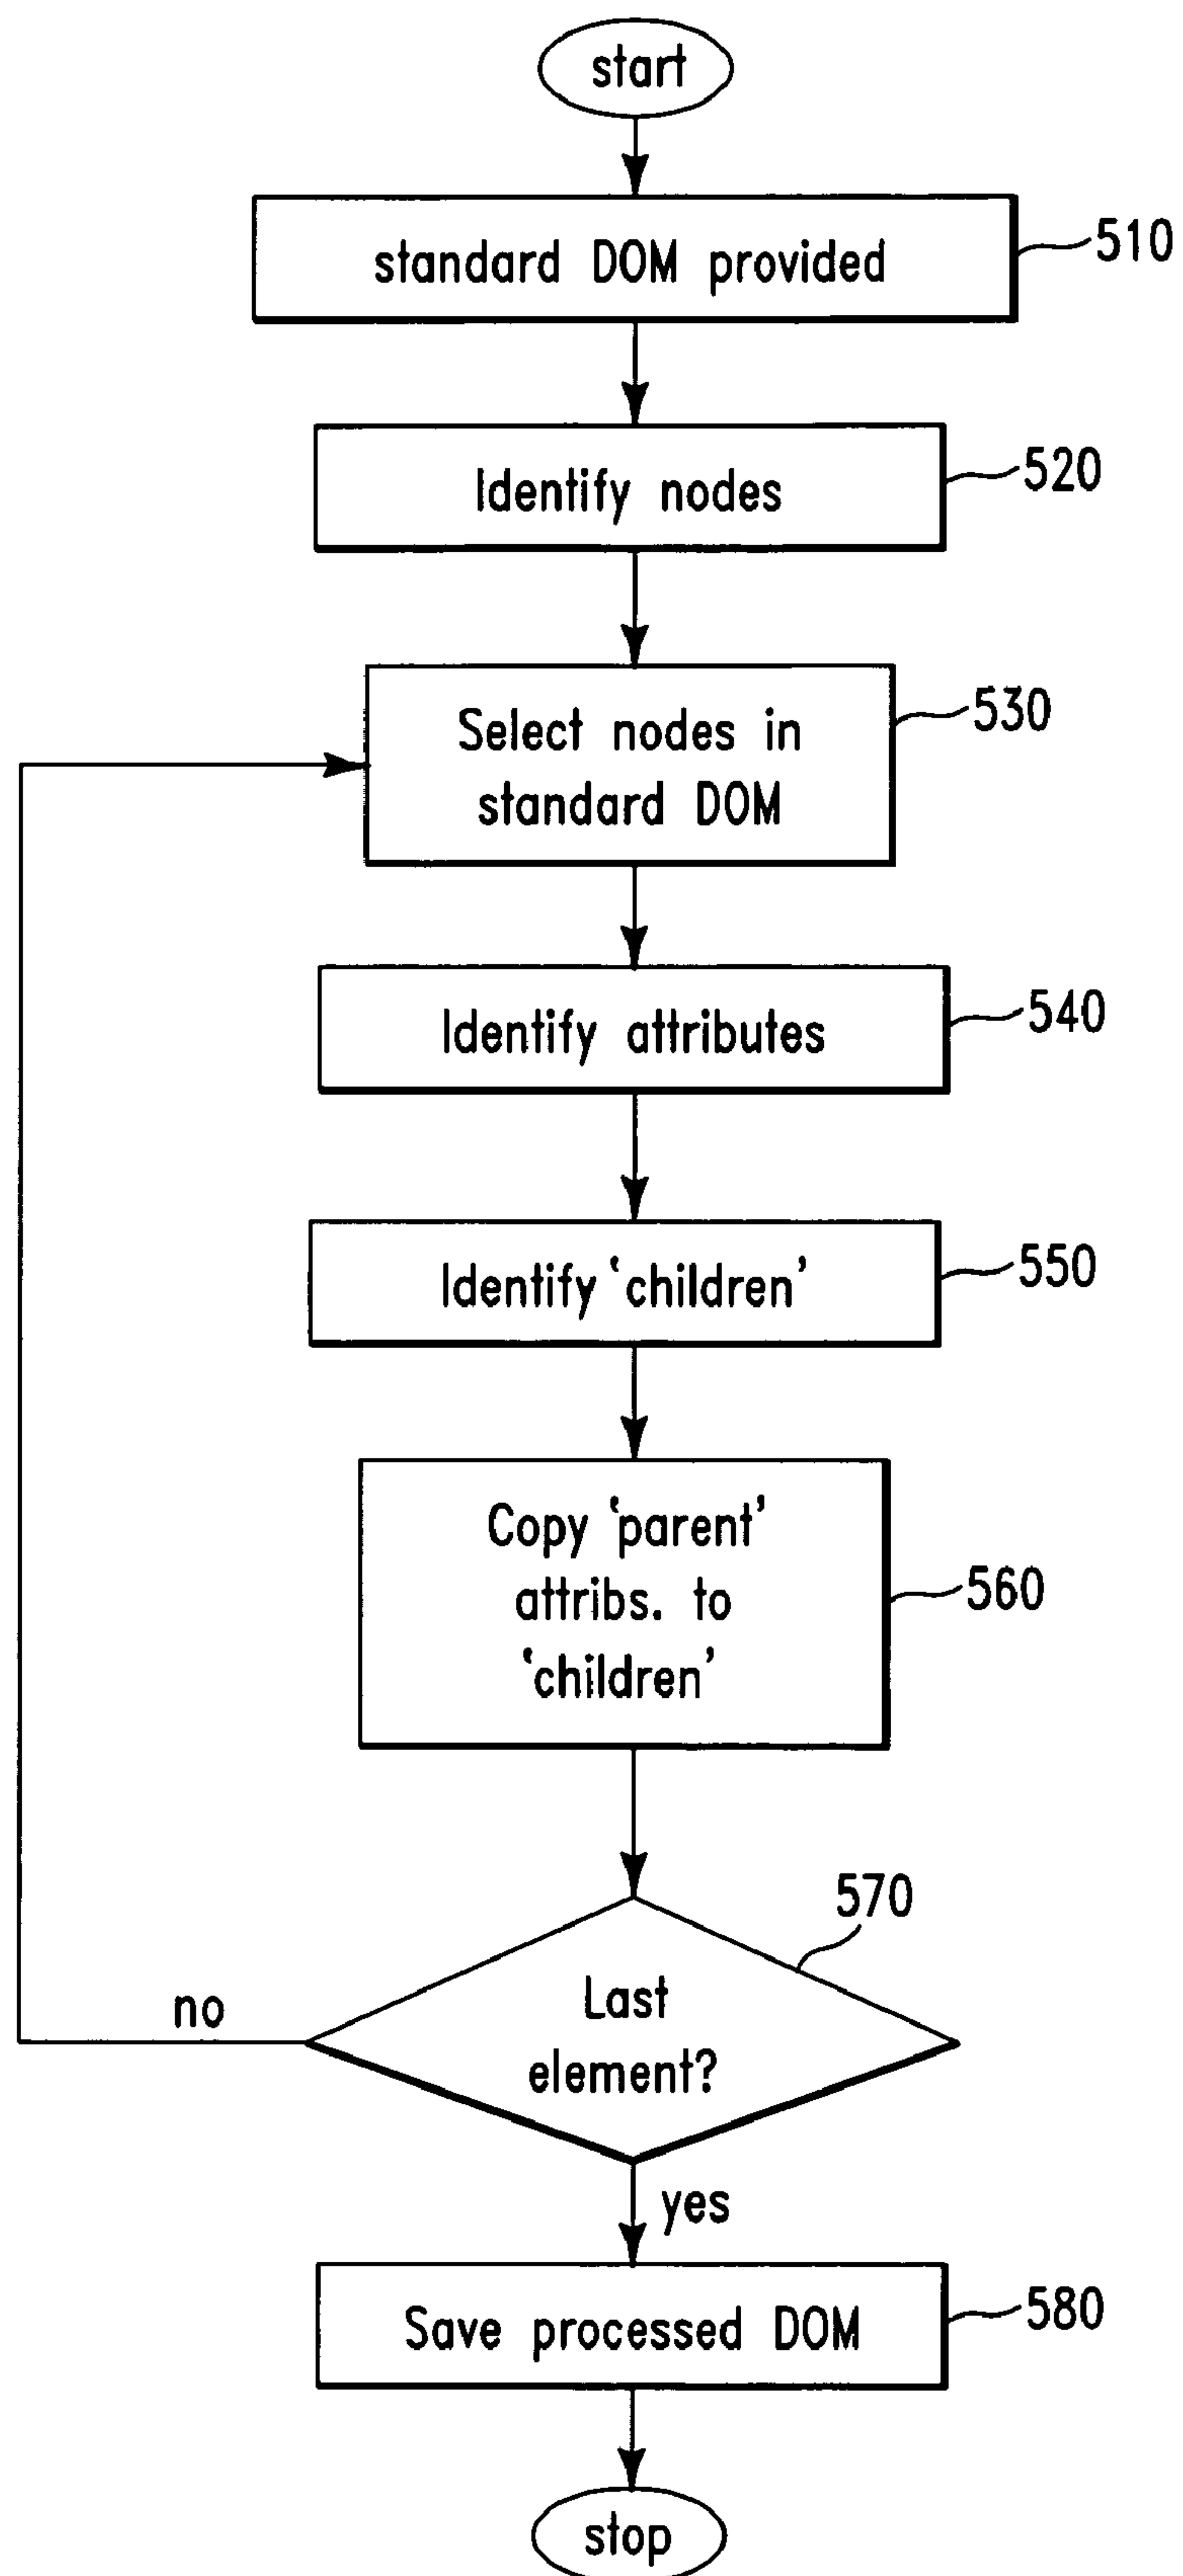 start
standard DOM provided
510
Identify nodes
520
Select nodes in
standard DOM
530
Identify attributes
540
Identify ‘children’
550
Copy ‘parent’
attribs. to
‘children’
560
570
Last
element?
no
yes
Save processed DOM
580
stop